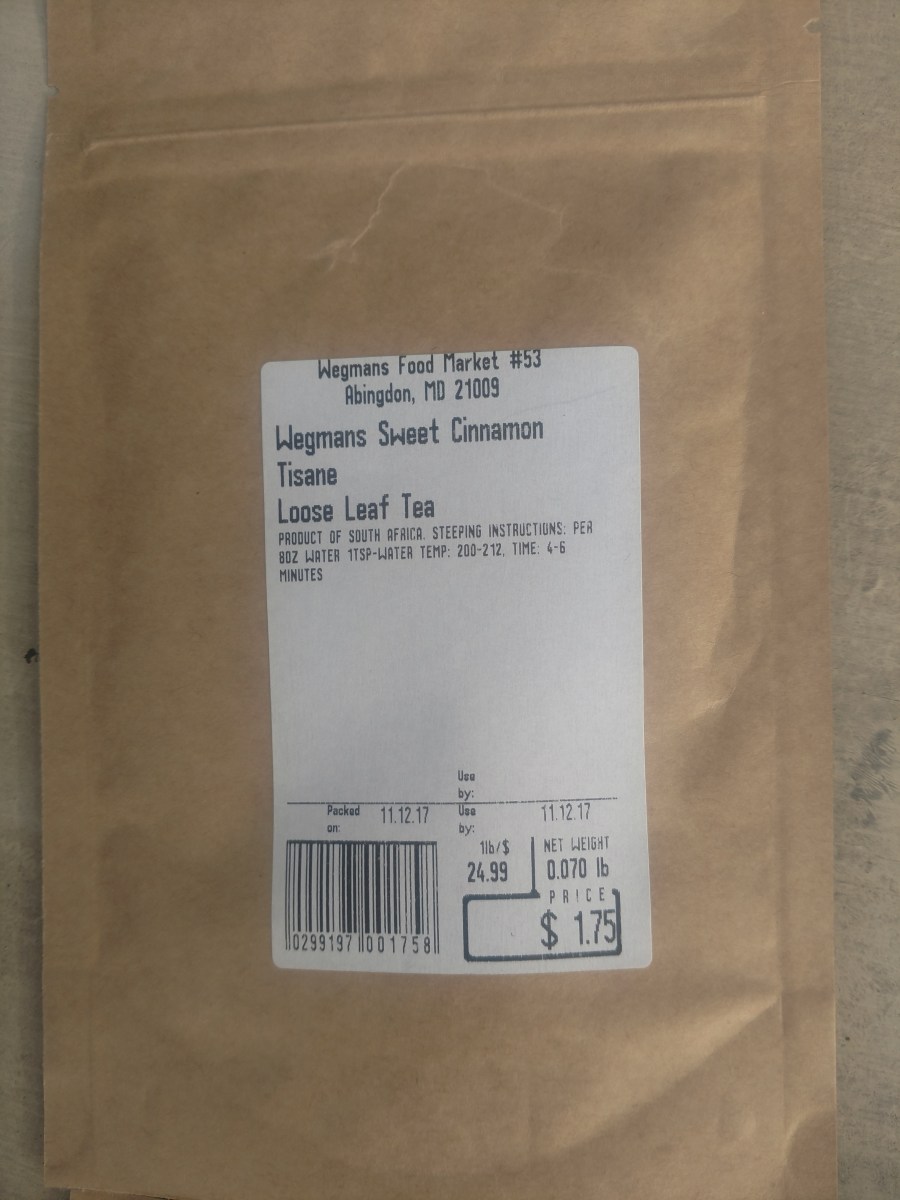 Wegmans Food Market #53
Abingdon, MD 21009
Wegmans Sweet Cinnamon
Tisane
Loose Leaf Tea
PRODUCT OF SOUTH AFRICA. STEEPING INSTRUCTIONS: PER
8OZ WATER 1TSP-WATER TEMP: 200-212, TIME: 4-6
MINUTES
Use
by:
Packed
on:
11.12.17
Use
by:
11.12.17
1lb/$
24.99
NET WEIGHT
0.070 lb
PRICE
$ 1.75
0299197 001758